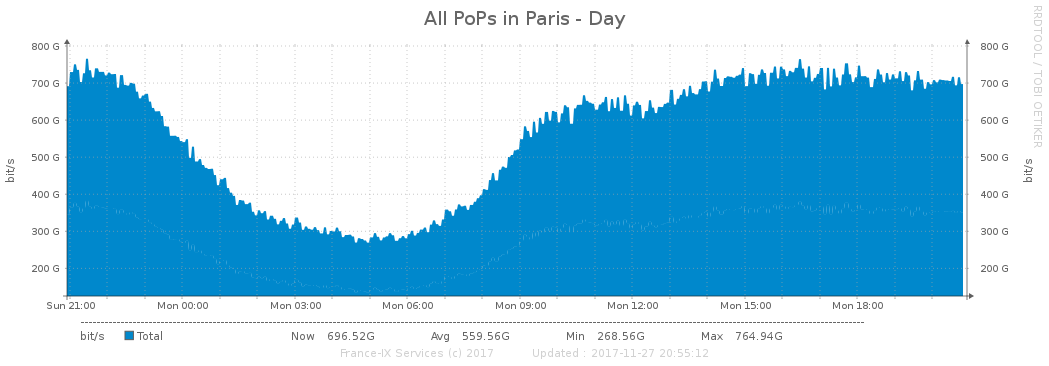 All PoPs in Paris - Day
RRDTOOL / TOBI OETIKER
800 G 800 G
700 G 700 G
600 G 600 G
500 G 500 G
400 G 400 G
300 G 300 G
200 G 200 G
bit/s bit/s
Sun 21:00 Mon 00:00 Mon 03:00 Mon 06:00 Mon 09:00 Mon 12:00 Mon 15:00 Mon 18:00
bit/s Total Now 696.52G Avg 559.56G Min 268.56G Max 764.94G
France-IX Services (c) 2017 Updated : 2017-11-27 20:55:12